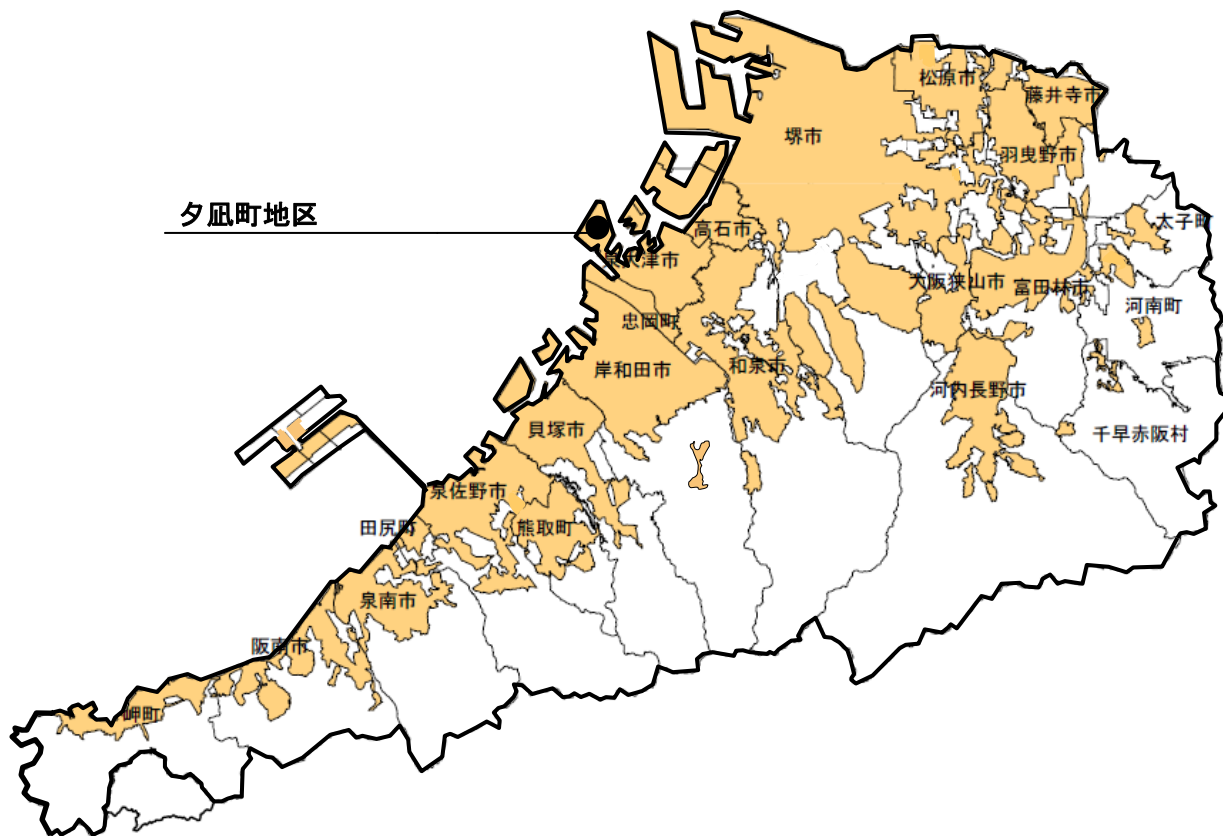 松原市
藤井寺市
堺市
羽曳野市
夕凪町地区
高石市
太子町
泉大津市
大阪狭山市
富田林市
河南町
忠岡町
岸和田市
和泉市
河内長野市
貝塚市
千早赤阪村
泉佐野市
田尻町
熊取町
泉南市
阪南市
岬町